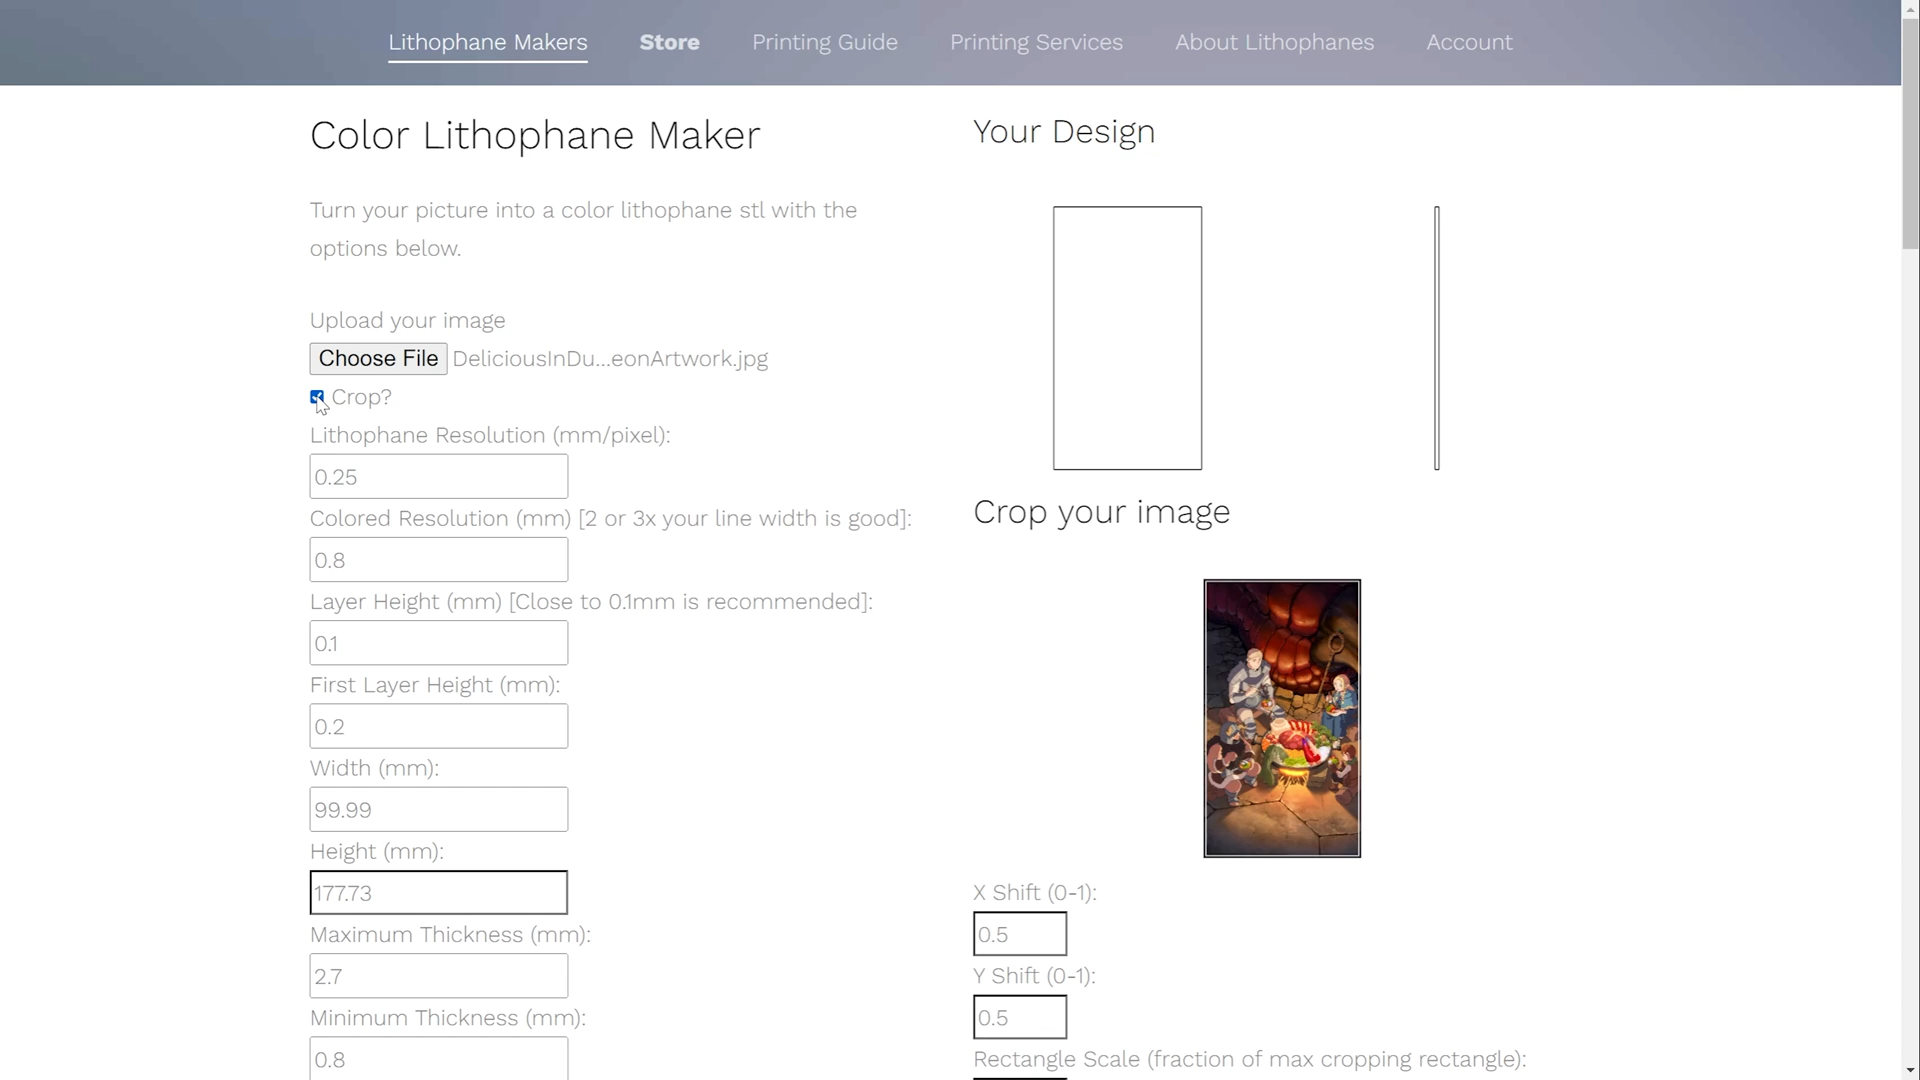 Lithophane Makers Store Printing Guide Printing Services About Lithophanes Account
Color Lithophane Maker
Turn your picture into a color lithophane stl with the
options below.
Upload your image
Choose File DeliciousInDu...eonArtwork.jpg
Crop?
Lithophane Resolution (mm/pixel):
0.25
Colored Resolution (mm) [2 or 3x your line width is good]:
0.8
Layer Height (mm) [Close to 0.1mm is recommended]:
0.1
First Layer Height (mm):
0.2
Width (mm):
99.99
Height (mm):
177.73
Maximum Thickness (mm):
2.7
Minimum Thickness (mm):
0.8
Your Design
Crop your image
X Shift (0-1):
0.5
Y Shift (0-1):
0.5
Rectangle Scale (fraction of max cropping rectangle):